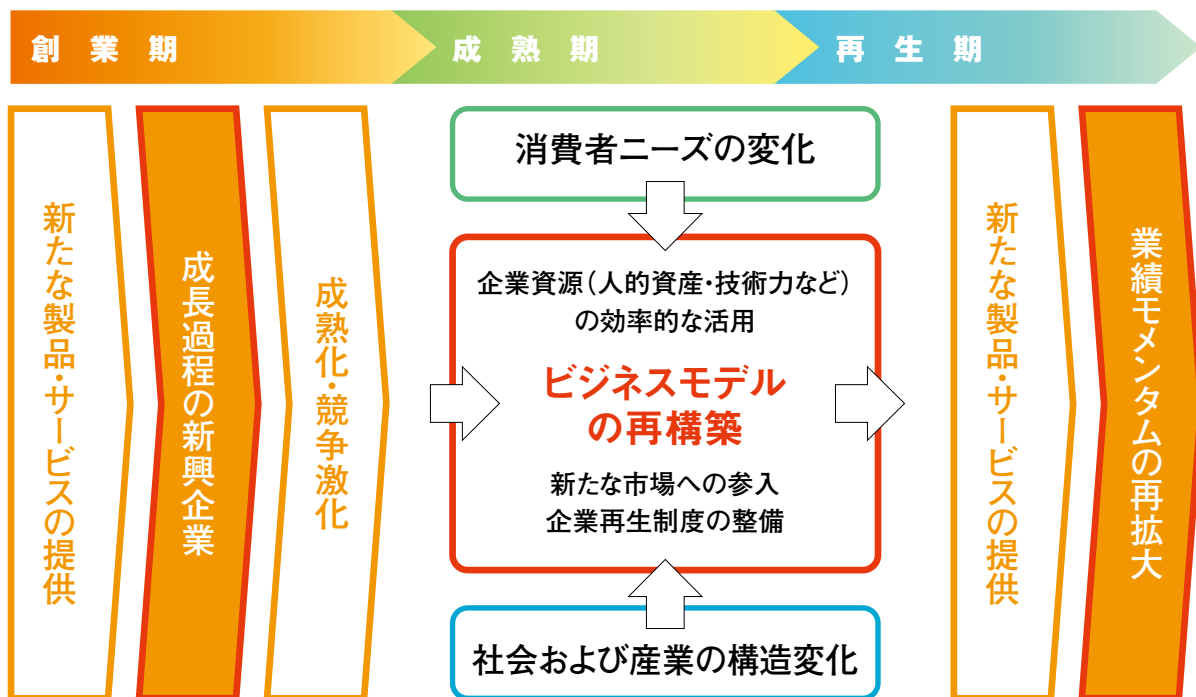 創業期
成熟期
再生期
新たな製品・サービスの提供
成長過程の新興企業
成熟化・競争激化
消費者ニーズの変化
企業資源（人的資産・技術力など）
の効率的な活用
ビジネスモデル
の再構築
新たな市場への参入
企業再生制度の整備
社会および産業の構造変化
新たな製品・サービスの提供
業績モメンタムの再拡大